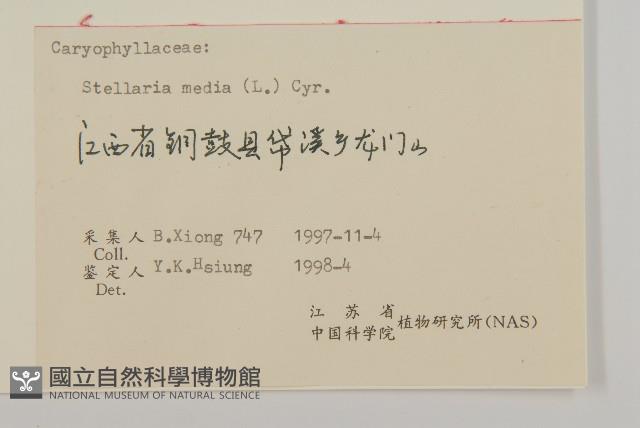 Caryophyllaceae:
Stellaria media (L.) Cyr.
江西省铜鼓县带溪乡龙门山
采集人 B.Xiong 747 1997-11-4
Coll.
鉴定人 Y.K.Hsiung 1998-4
Det.
江苏省
中国科学院 植物研究所(NAS)
國立自然科學博物館
NATIONAL MUSEUM OF NATURAL SCIENCE